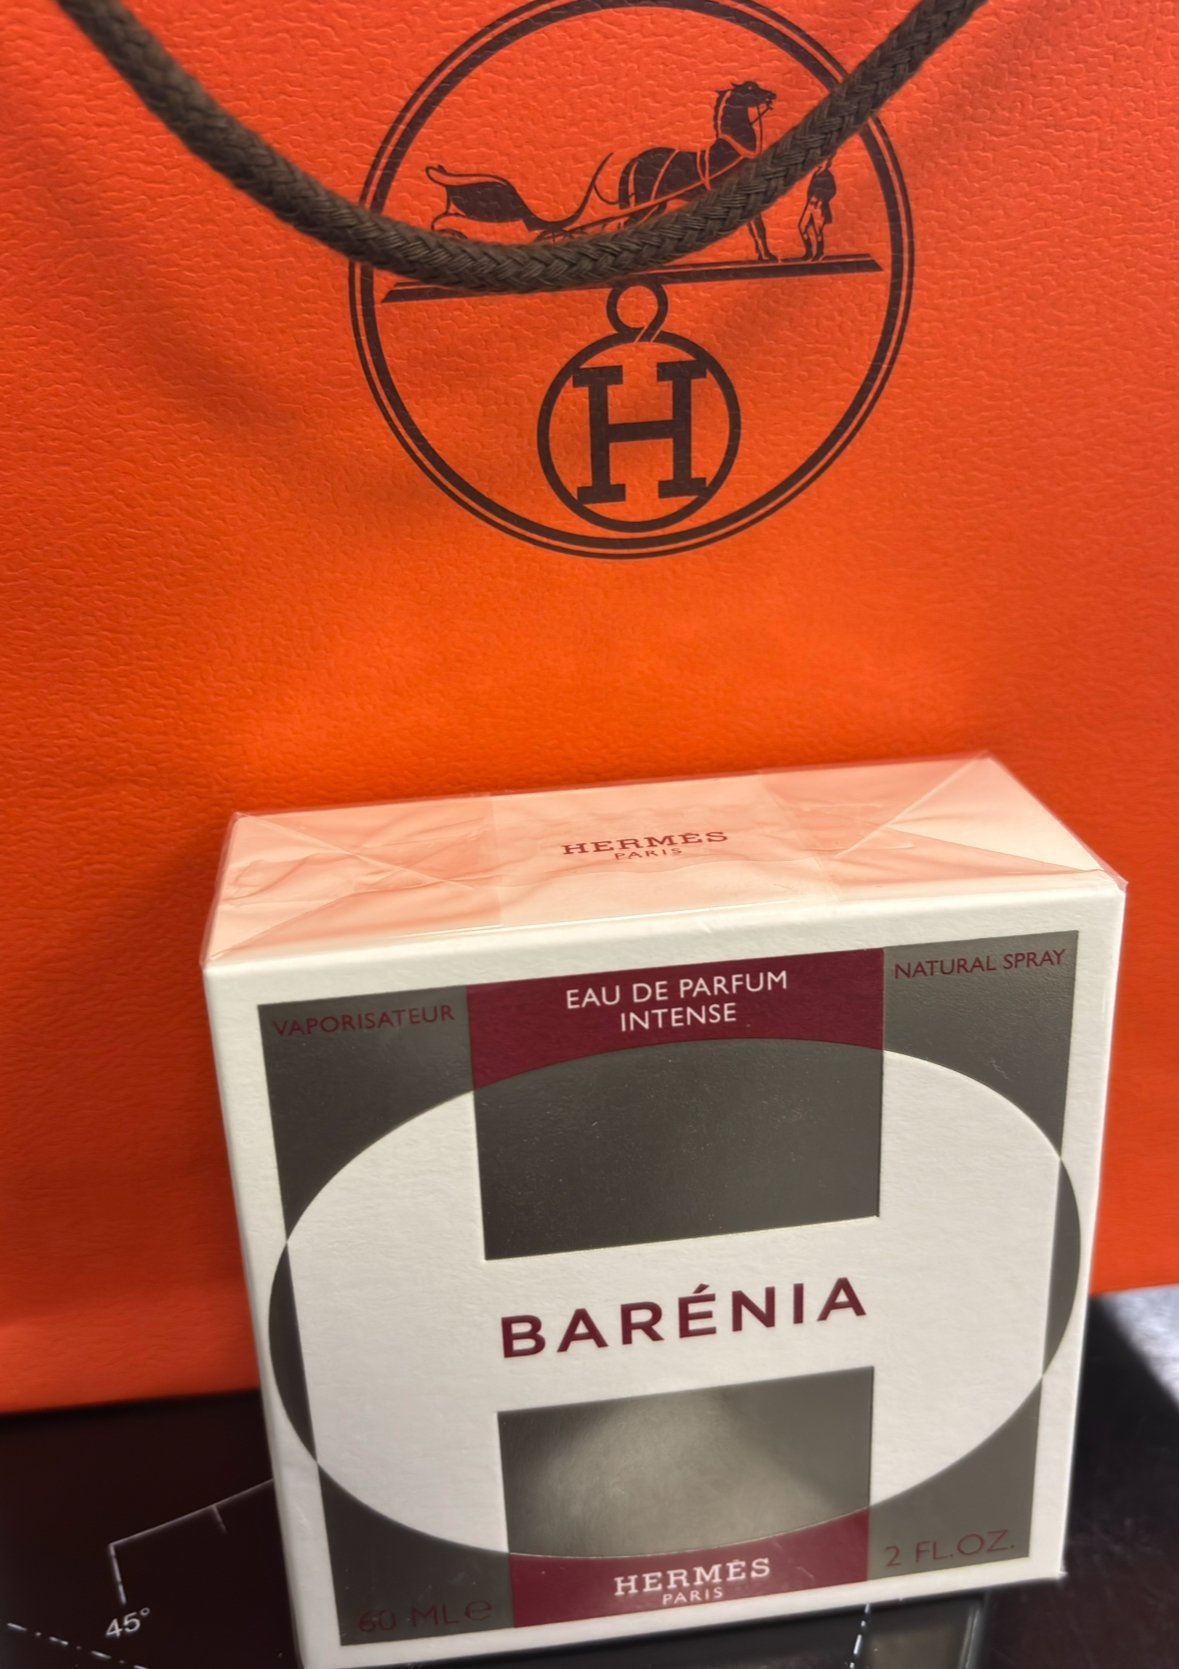 H
HERMÈS
PARIS
VAPORISATEUR
EAU DE PARFUM
INTENSE
NATURAL SPRAY
BARÉNIA
HERMÈS
PARIS
60 ML ℮
2 FL.OZ.
45°